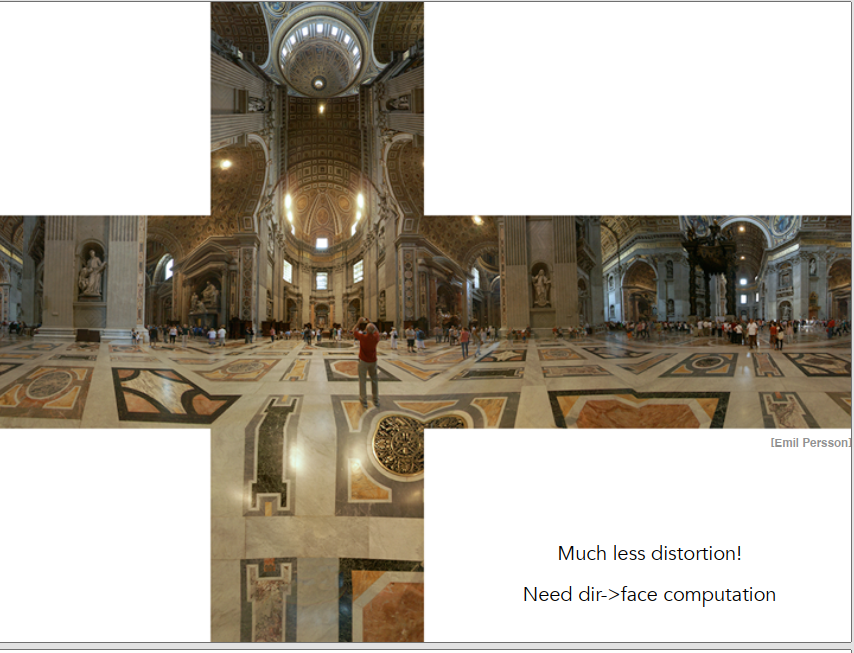 [Emil Persson]
Much less distortion!
Need dir->face computation